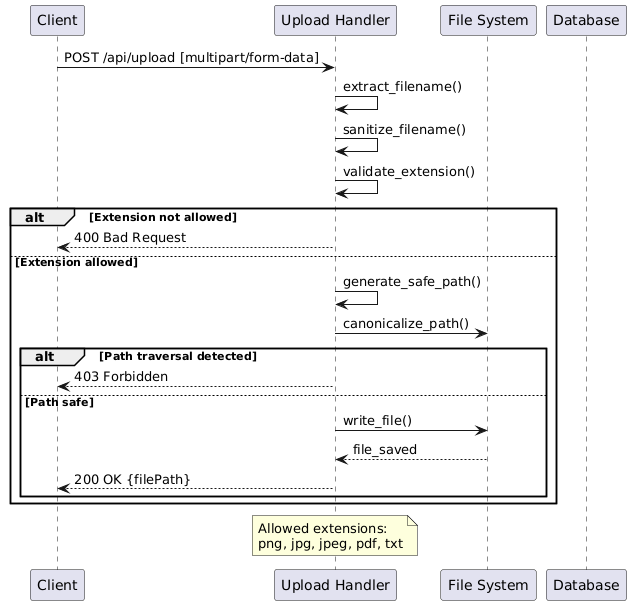 Client
Upload Handler
File System
Database
POST /api/upload [multipart/form-data]
extract_filename()
sanitize_filename()
validate_extension()
alt [Extension not allowed]
400 Bad Request
[Extension allowed]
generate_safe_path()
canonicalize_path()
alt [Path traversal detected]
403 Forbidden
[Path safe]
write_file()
file_saved
200 OK {filePath}
Allowed extensions:
png, jpg, jpeg, pdf, txt
Client
Upload Handler
File System
Database